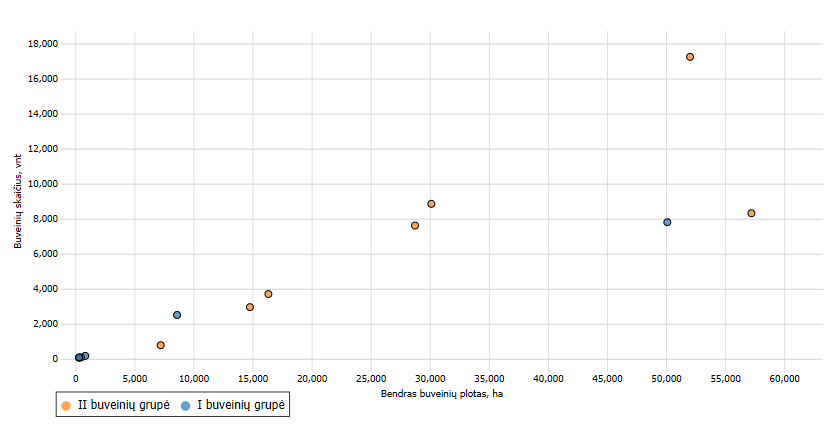 18,000
16,000
14,000
12,000
10,000
8,000
6,000
4,000
2,000
0
Buveinių skaičius, vnt
0 5,000 10,000 15,000 20,000 25,000 30,000 35,000 40,000 45,000 50,000 55,000 60,000
Bendras buveinių plotas, ha
II buveinių grupė I buveinių grupė